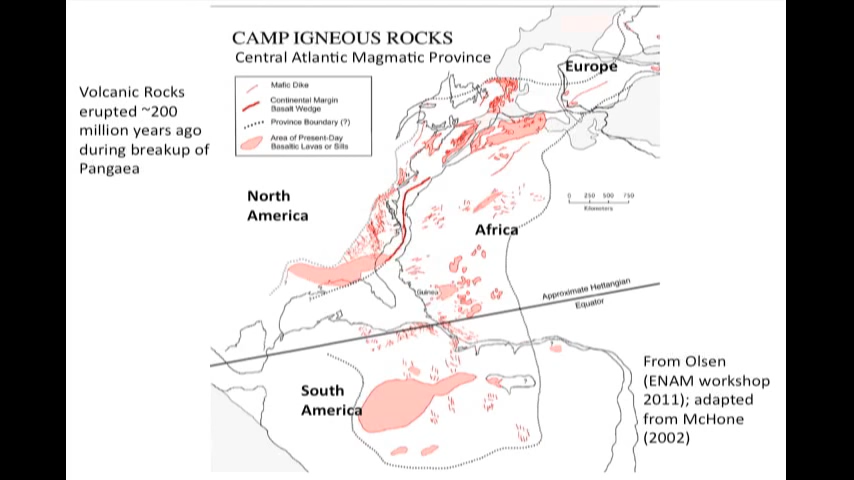 CAMP IGNEOUS ROCKS
Central Atlantic Magmatic Province
Volcanic Rocks
erupted ~200
million years ago
during breakup of
Pangaea
Mafic Dike
Continental Margin
Basalt Wedge
Province Boundary (?)
Area of Present-Day
Basaltic Lavas or Sills
Europe
North
America
0 250 500 750
Kilometers
Africa
Guinea
Approximate Hettangian
Equator
?
South
America
From Olsen
(ENAM workshop
2011); adapted
from McHone
(2002)